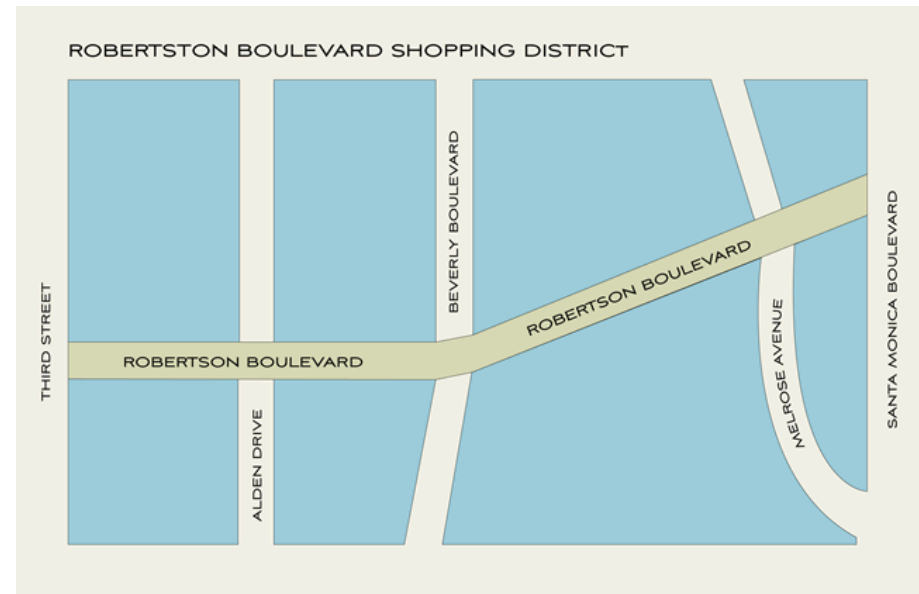 ROBERTSTON BOULEVARD SHOPPING DISTRICT
THIRD STREET
ROBERTSON BOULEVARD
ALDEN DRIVE
BEVERLY BOULEVARD
ROBERTSON BOULEVARD
MELROSE AVENUE
SANTA MONICA BOULEVARD